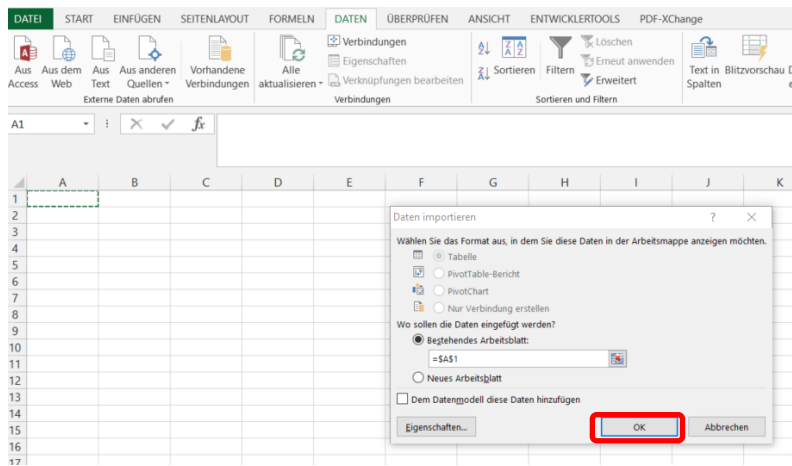 DATEI START EINFÜGEN SEITENLAYOUT FORMELN DATEN ÜBERPRÜFEN ANSICHT ENTWICKLERTOOLS PDF-XChange
Aus Access
Aus dem Web
Aus Text
Aus anderen Quellen
Vorhandene Verbindungen
Externe Daten abrufen
Alle aktualisieren
Verbindungen
Eigenschaften
Verknüpfungen bearbeiten
Verbindungen
Sortieren
Filtern
Löschen
Erneut anwenden
Erweitert
Sortieren und Filtern
Text in Spalten
Blitzvorschau
A1 fx
A B C D E F G H I J K
1
2
3
4
5
6
7
8
9
10
11
12
13
14
15
16
17
Daten importieren ?
Wählen Sie das Format aus, in dem Sie diese Daten in der Arbeitsmappe anzeigen möchten.
Tabelle
PivotTable-Bericht
PivotChart
Nur Verbindung erstellen
Wo sollen die Daten eingefügt werden?
Bestehendes Arbeitsblatt:
=$A$1
Neues Arbeitsblatt
Dem Datenmodell diese Daten hinzufügen
Eigenschaften... OK Abbrechen